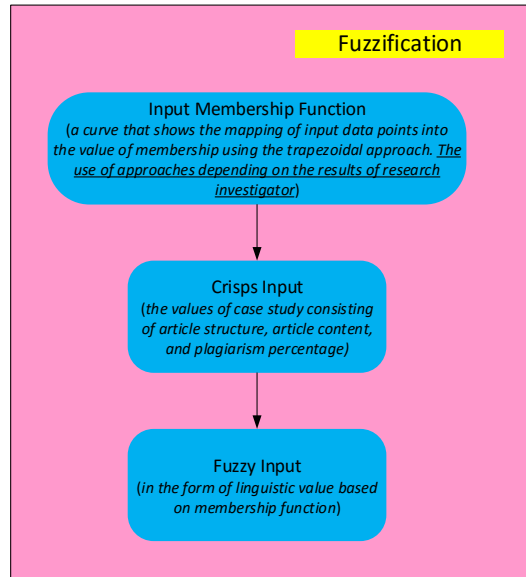 Fuzzification
Input Membership Function
(a curve that shows the mapping of input data points into
the value of membership using the trapezoidal approach. The
use of approaches depending on the results of research
investigator)
Crisps Input
(the values of case study consisting
of article structure, article content,
and plagiarism percentage)
Fuzzy Input
(in the form of linguistic value based
on membership function)